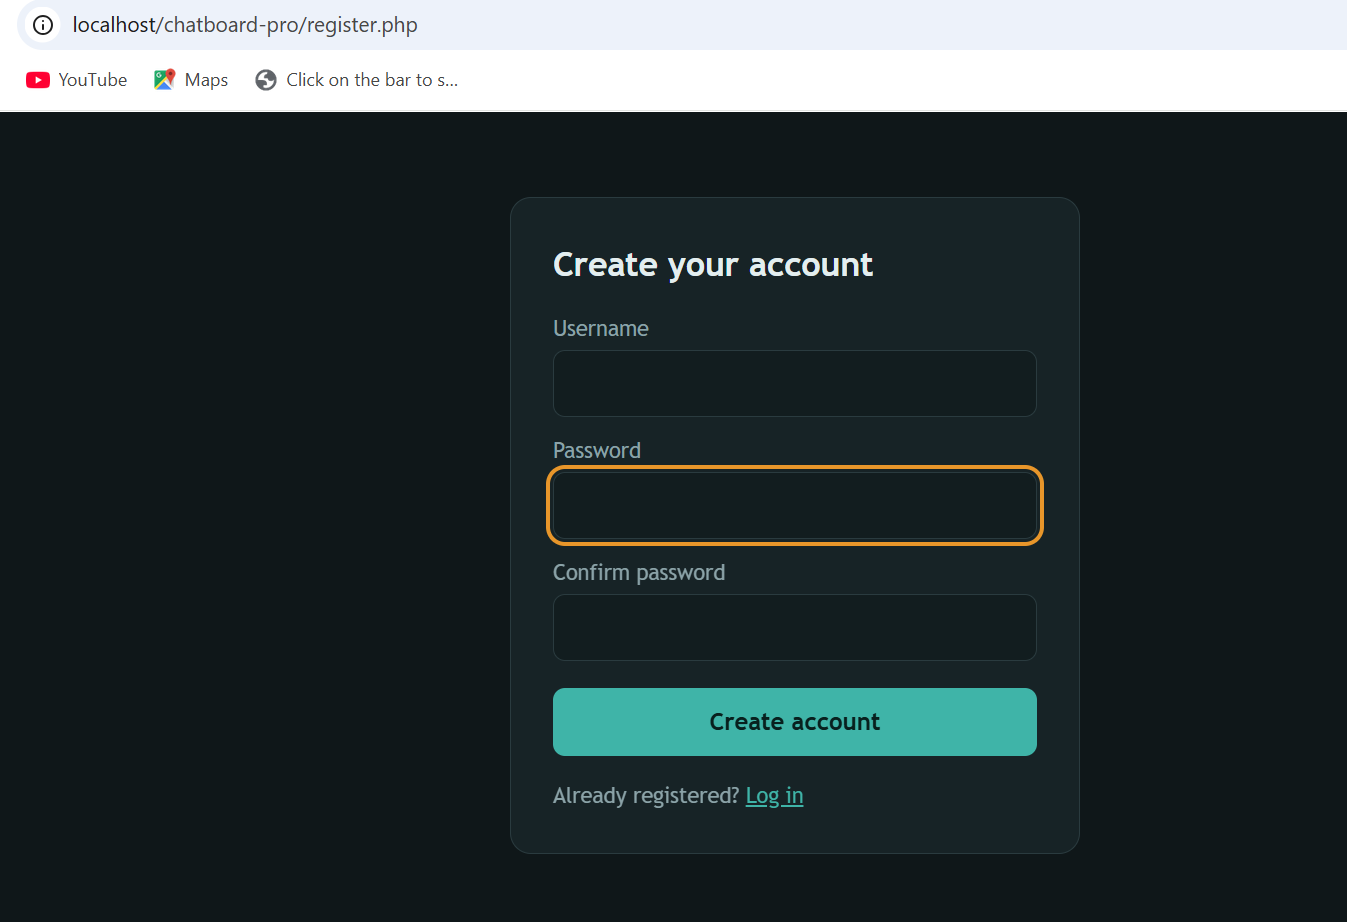 localhost/chatboard-pro/register.php
YouTube Maps Click on the bar to s...
Create your account
Username
Password
Confirm password
Create account
Already registered? Log in